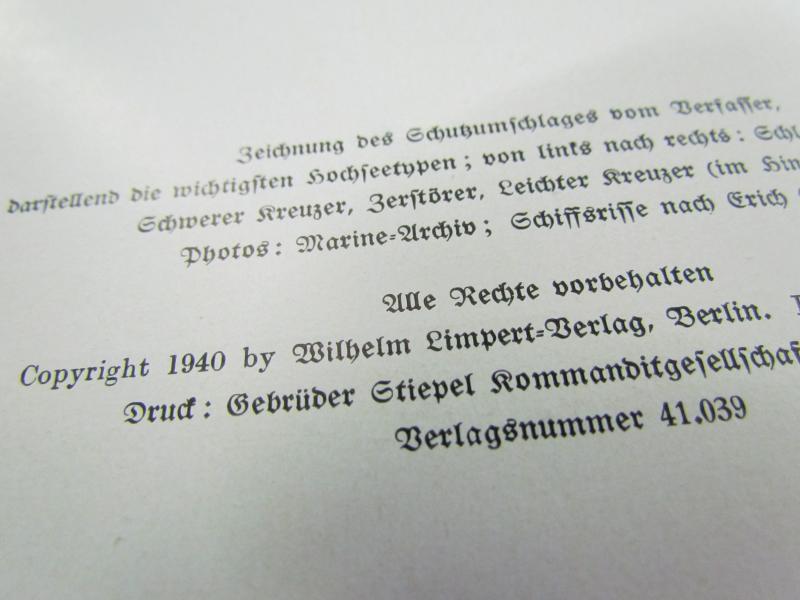 Zeichnung des Schutzumschlages vom Verfasser,
darstellend die wichtigsten Hochseetypen; von links nach rechts:
Schwerer Kreuzer, Zerstörer, Leichter Kreuzer (im
Photos: Marine-Archiv; Schiffsrisse nach Erich
Alle Rechte vorbehalten
Copyright 1940 by Wilhelm Limpert-Verlag, Berlin.
Druck: Gebrüder Stiepel
Verlagsnummer 41.039